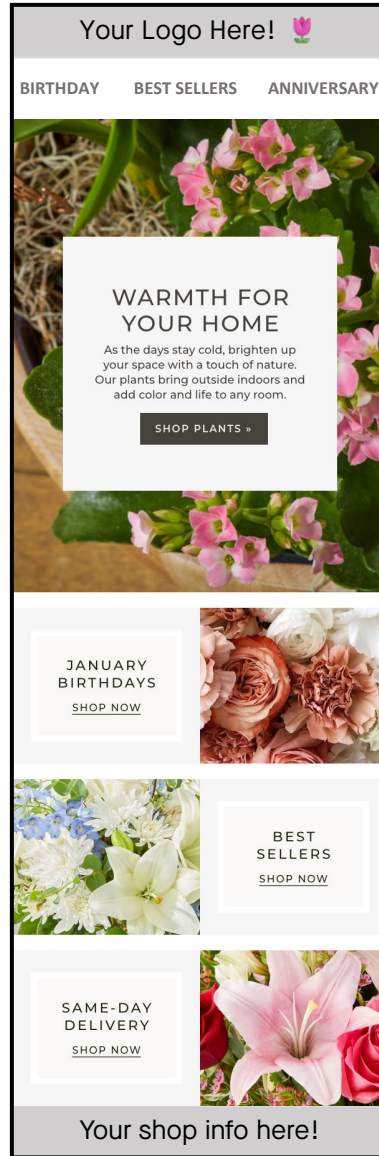 Your Logo Here! 🌷
BIRTHDAY BEST SELLERS ANNIVERSARY
WARMTH FOR
YOUR HOME
As the days stay cold, brighten up
your space with a touch of nature.
Our plants bring outside indoors and
add color and life to any room.
SHOP PLANTS »
JANUARY
BIRTHDAYS
SHOP NOW
BEST
SELLERS
SHOP NOW
SAME-DAY
DELIVERY
SHOP NOW
Your shop info here!